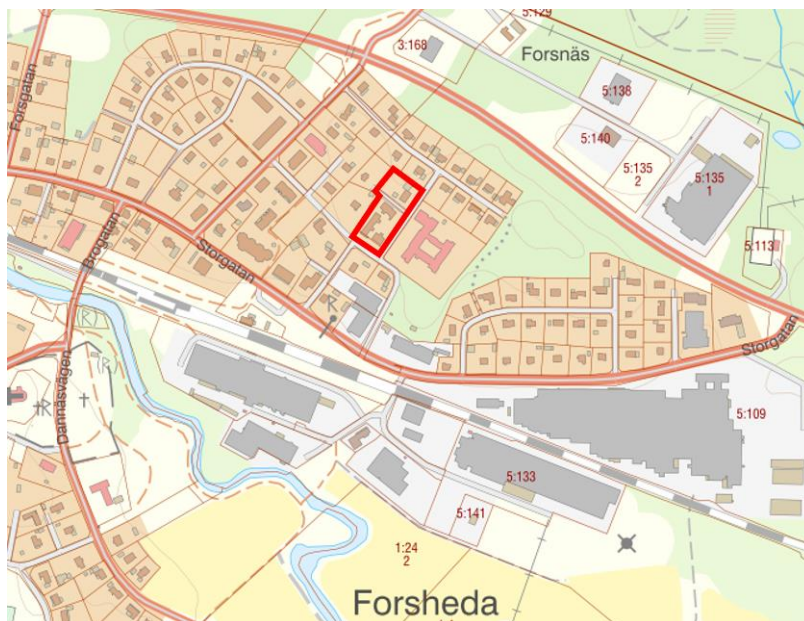 5:129
3:168
Forsnäs
5:138
Forsgatan
5:140
5:135
2
5:135
1
Brogatan
Storgatan
5:113
R
(R)
Storgatan
(R)
Dannäsvägen
R
5:109
5:133
5:141
1:24
2
Forsheda